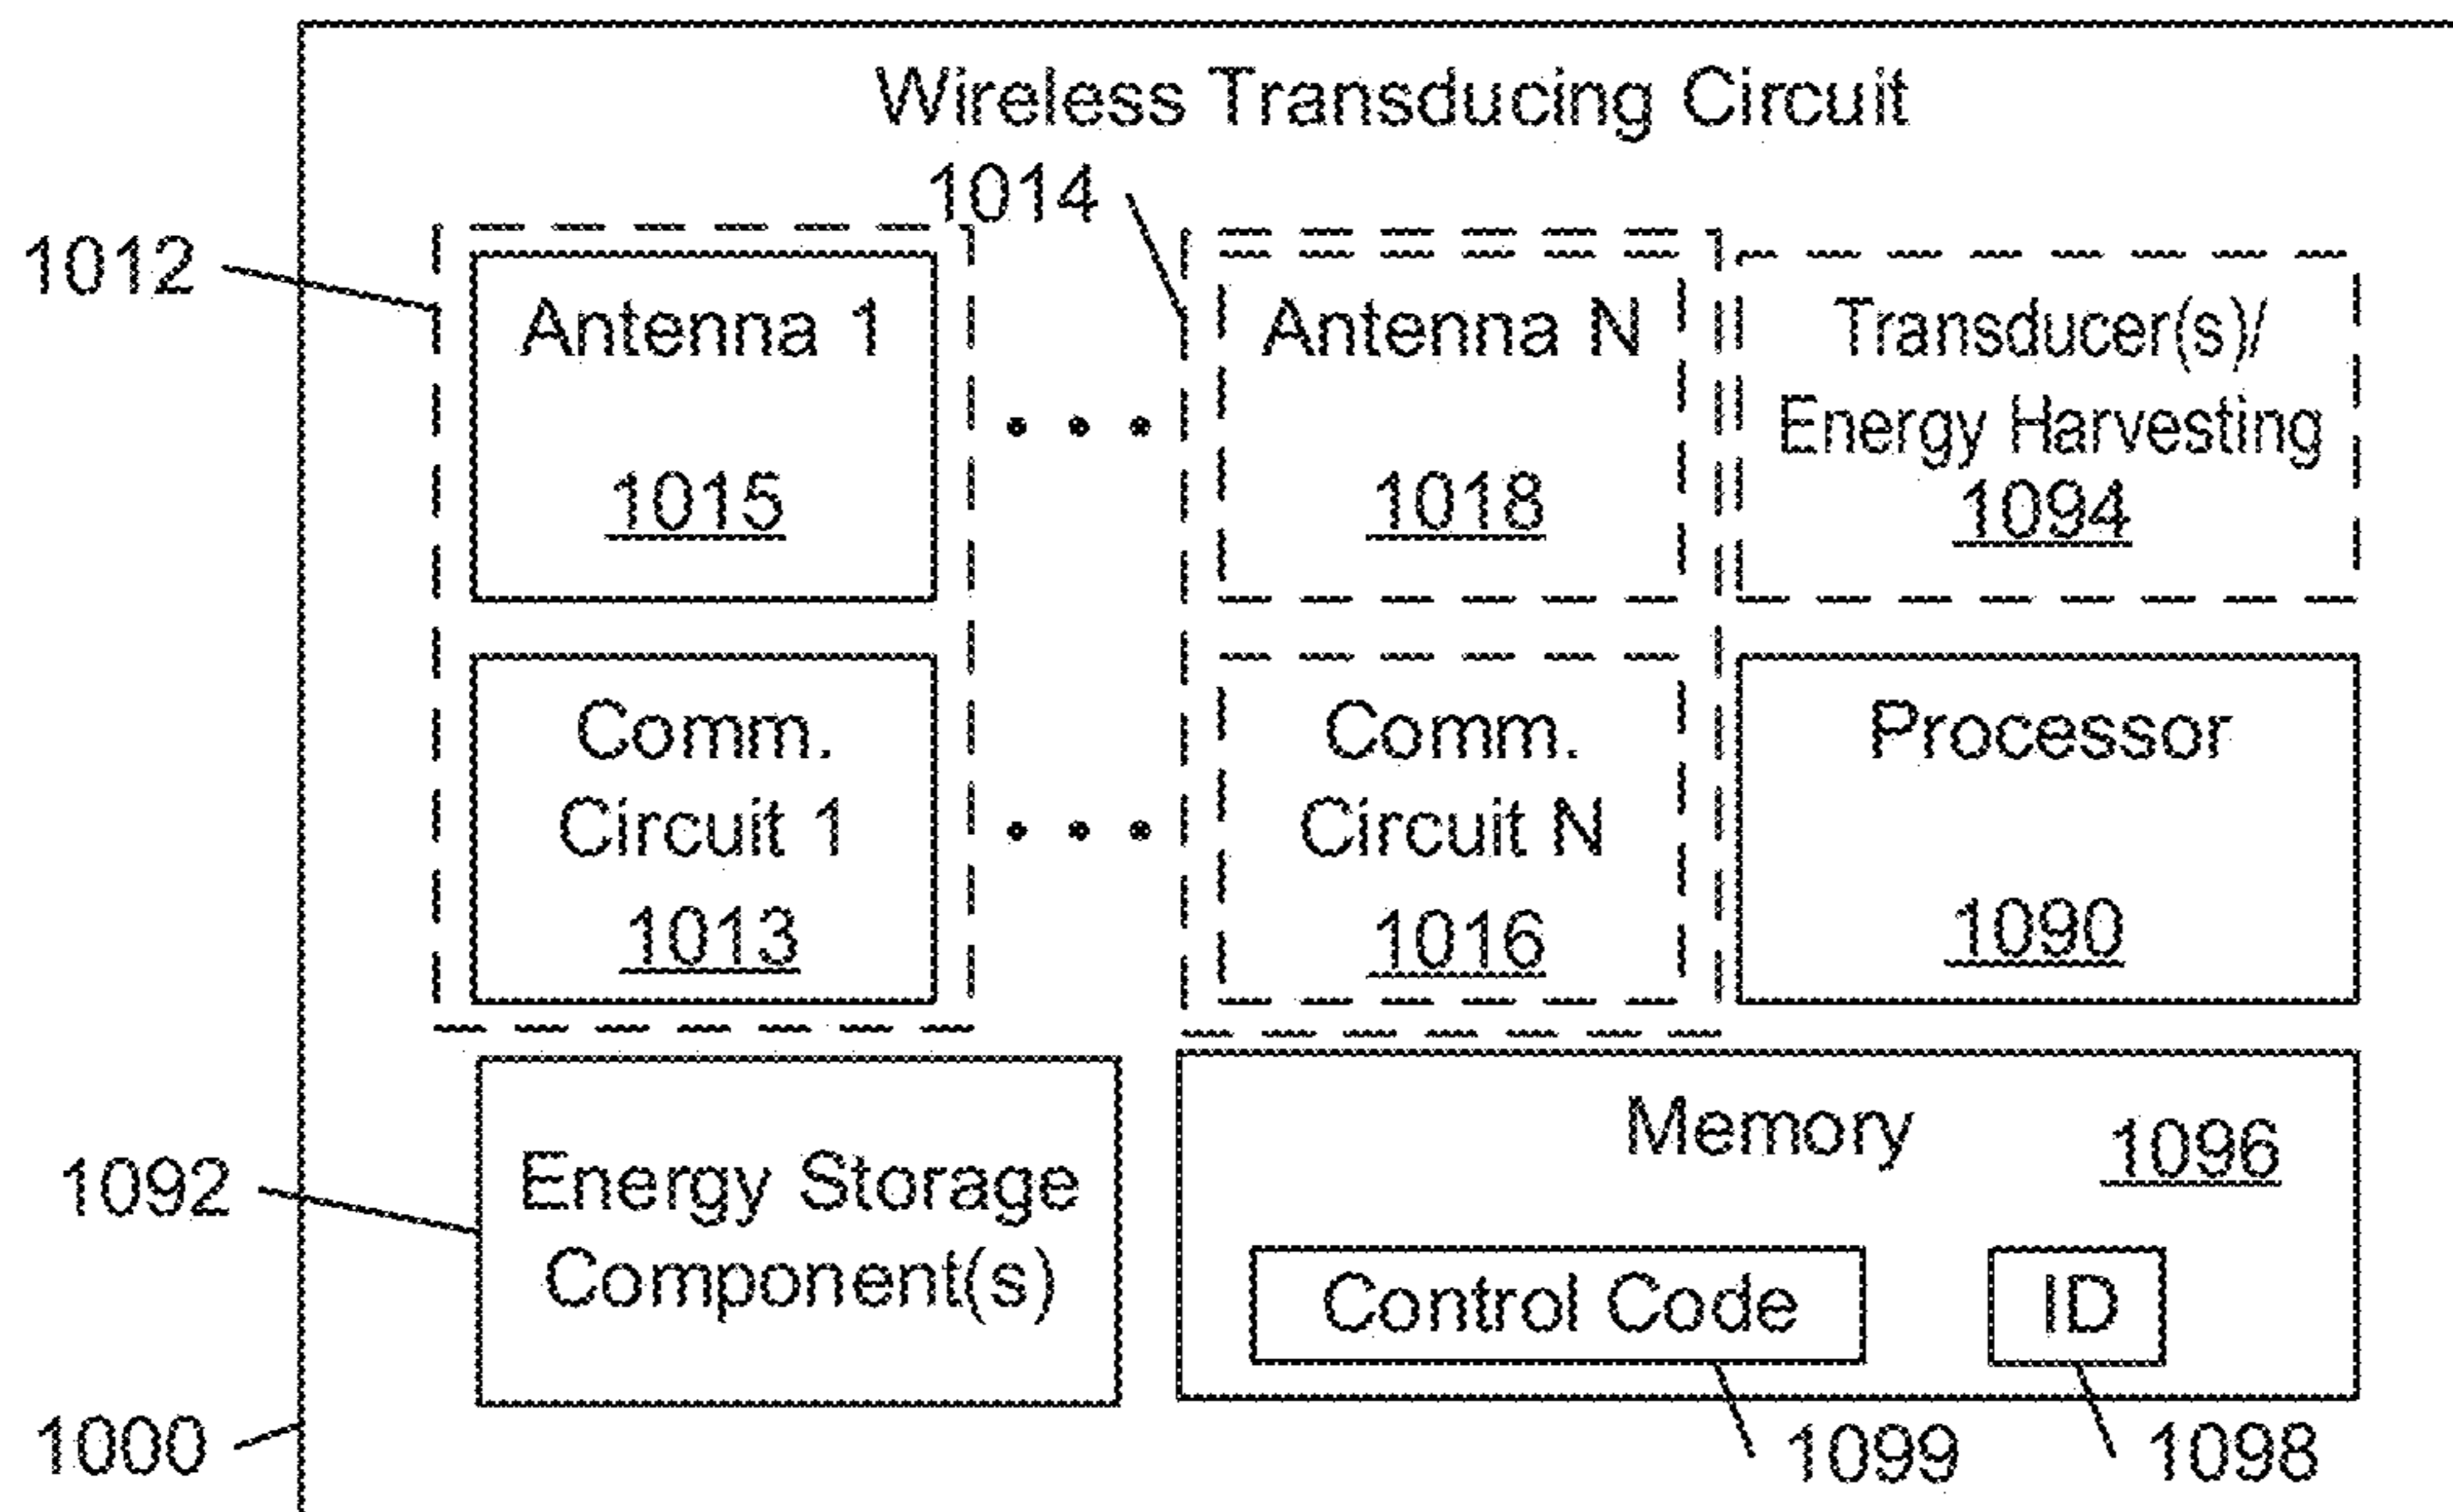 Wireless Transducing Circuit
1014
1012
Antenna 1
1015
Antenna N
1018
Transducer(s)/
Energy Harvesting
1094
Comm.
Circuit 1
1013
Comm.
Circuit N
1016
Processor
1090
1092
Energy Storage
Component(s)
Memory
1096
Control Code
ID
1000
1099
1098